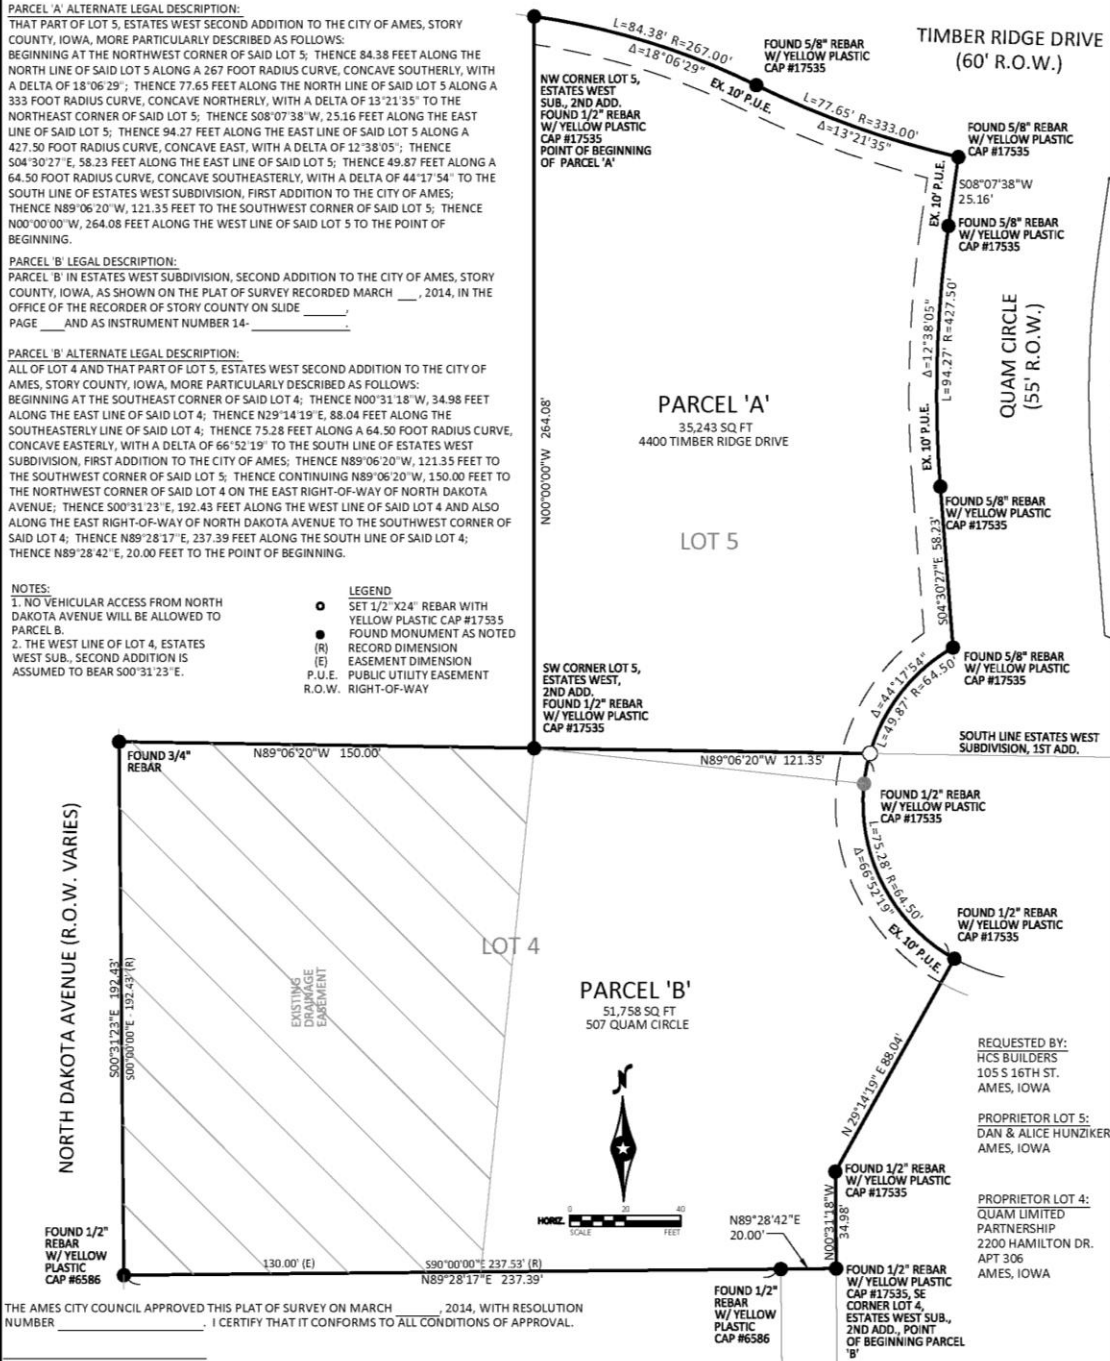 PARCEL 'A' ALTERNATE LEGAL DESCRIPTION:
THAT PART OF LOT 5, ESTATES WEST SECOND ADDITION TO THE CITY OF AMES, STORY
COUNTY, IOWA, MORE PARTICULARLY DESCRIBED AS FOLLOWS:
BEGINNING AT THE NORTHWEST CORNER OF SAID LOT 5; THENCE 84.38 FEET ALONG THE
NORTH LINE OF SAID LOT 5 ALONG A 267 FOOT RADIUS CURVE, CONCAVE SOUTHERLY, WITH
A DELTA OF 18°06'29"; THENCE 77.65 FEET ALONG THE NORTH LINE OF SAID LOT 5 ALONG A
333 FOOT RADIUS CURVE, CONCAVE NORTHERLY, WITH A DELTA OF 13°21'35" TO THE
NORTHEAST CORNER OF SAID LOT 5; THENCE S08°07'38"W, 25.16 FEET ALONG THE EAST
LINE OF SAID LOT 5; THENCE 94.27 FEET ALONG THE EAST LINE OF SAID LOT 5 ALONG A
427.50 FOOT RADIUS CURVE, CONCAVE EAST, WITH A DELTA OF 12°38'05"; THENCE
S04°30'27"E, 58.23 FEET ALONG THE EAST LINE OF SAID LOT 5; THENCE 49.87 FEET ALONG A
64.50 FOOT RADIUS CURVE, CONCAVE SOUTHEASTERLY, WITH A DELTA OF 44°17'54" TO THE
SOUTH LINE OF ESTATES WEST SUBDIVISION, FIRST ADDITION TO THE CITY OF AMES;
THENCE N89°06'20"W, 121.35 FEET TO THE SOUTHWEST CORNER OF SAID LOT 5; THENCE
N00°00'00"W, 264.08 FEET ALONG THE WEST LINE OF SAID LOT 5 TO THE POINT OF
BEGINNING.
PARCEL 'B' LEGAL DESCRIPTION:
PARCEL 'B' IN ESTATES WEST SUBDIVISION, SECOND ADDITION TO THE CITY OF AMES, STORY
COUNTY, IOWA, AS SHOWN ON THE PLAT OF SURVEY RECORDED MARCH ___, 2014, IN THE
OFFICE OF THE RECORDER OF STORY COUNTY ON SLIDE ______,
PAGE ____AND AS INSTRUMENT NUMBER 14-______________.
PARCEL 'B' ALTERNATE LEGAL DESCRIPTION:
ALL OF LOT 4 AND THAT PART OF LOT 5, ESTATES WEST SECOND ADDITION TO THE CITY OF
AMES, STORY COUNTY, IOWA, MORE PARTICULARLY DESCRIBED AS FOLLOWS:
BEGINNING AT THE SOUTHEAST CORNER OF SAID LOT 4; THENCE N00°31'18"W, 34.98 FEET
ALONG THE EAST LINE OF SAID LOT 4; THENCE N29°14'19"E, 88.04 FEET ALONG THE
SOUTHEASTERLY LINE OF SAID LOT 4; THENCE 75.28 FEET ALONG A 64.50 FOOT RADIUS CURVE,
CONCAVE EASTERLY, WITH A DELTA OF 66°52'19" TO THE SOUTH LINE OF ESTATES WEST
SUBDIVISION, FIRST ADDITION TO THE CITY OF AMES; THENCE N89°06'20"W, 121.35 FEET TO
THE SOUTHWEST CORNER OF SAID LOT 5; THENCE CONTINUING N89°06'20"W, 150.00 FEET TO
THE NORTHWEST CORNER OF SAID LOT 4 ON THE EAST RIGHT-OF-WAY OF NORTH DAKOTA
AVENUE; THENCE S00°31'23"E, 192.43 FEET ALONG THE WEST LINE OF SAID LOT 4 AND ALSO
ALONG THE EAST RIGHT-OF-WAY OF NORTH DAKOTA AVENUE TO THE SOUTHWEST CORNER OF
SAID LOT 4; THENCE N89°28'17"E, 237.39 FEET ALONG THE SOUTH LINE OF SAID LOT 4;
THENCE N89°28'42"E, 20.00 FEET TO THE POINT OF BEGINNING.
NOTES:
1. NO VEHICULAR ACCESS FROM NORTH
DAKOTA AVENUE WILL BE ALLOWED TO
PARCEL B.
2. THE WEST LINE OF LOT 4, ESTATES
WEST SUB., SECOND ADDITION IS
ASSUMED TO BEAR S00°31'23"E.
LEGEND
SET 1/2"X24" REBAR WITH
YELLOW PLASTIC CAP #17535
FOUND MONUMENT AS NOTED
(R) RECORD DIMENSION
(E) EASEMENT DIMENSION
P.U.E. PUBLIC UTILITY EASEMENT
R.O.W. RIGHT-OF-WAY
L=84.38' R=267.00'
Δ=18°06'29"
EX. 10' P.U.E.
FOUND 5/8" REBAR
W/ YELLOW PLASTIC
CAP #17535
TIMBER RIDGE DRIVE
(60' R.O.W.)
NW CORNER LOT 5,
ESTATES WEST
SUB., 2ND ADD.
FOUND 1/2" REBAR
W/ YELLOW PLASTIC
CAP #17535
POINT OF BEGINNING
OF PARCEL 'A'
L=77.65' R=333.00'
Δ=13°21'35"
FOUND 5/8" REBAR
W/ YELLOW PLASTIC
CAP #17535
S08°07'38"W
25.16'
EX. 10' P.U.E.
FOUND 5/8" REBAR
W/ YELLOW PLASTIC
CAP #17535
Δ=12°38'05"
L=94.27' R=427.50'
QUAM CIRCLE
(55' R.O.W.)
N00°00'00"W 264.08'
PARCEL 'A'
35,243 SQ FT
4400 TIMBER RIDGE DRIVE
EX. 10' P.U.E.
LOT 5
FOUND 5/8" REBAR
W/ YELLOW PLASTIC
CAP #17535
S04°30'27"E 58.23'
FOUND 5/8" REBAR
W/ YELLOW PLASTIC
CAP #17535
Δ=44°17'54"
L=49.87' R=64.50'
SW CORNER LOT 5,
ESTATES WEST,
2ND ADD.
FOUND 1/2" REBAR
W/ YELLOW PLASTIC
CAP #17535
SOUTH LINE ESTATES WEST
SUBDIVISION, 1ST ADD.
FOUND 3/4"
REBAR
N89°06'20"W 150.00'
N89°06'20"W 121.35'
FOUND 1/2" REBAR
W/ YELLOW PLASTIC
CAP #17535
L=75.28' R=64.50'
Δ=66°52'19"
EX. 10' P.U.E.
FOUND 1/2" REBAR
W/ YELLOW PLASTIC
CAP #17535
NORTH DAKOTA AVENUE (R.O.W. VARIES)
S00°31'23"E 192.43'
S00°00'00"E - 192.43'(R)
EXISTING
DRAINAGE
EASEMENT
LOT 4
PARCEL 'B'
51,758 SQ FT
507 QUAM CIRCLE
N 29°14'19" E 88.04'
REQUESTED BY:
HCS BUILDERS
105 S 16TH ST.
AMES, IOWA
PROPRIETOR LOT 5:
DAN & ALICE HUNZIKER
AMES, IOWA
PROPRIETOR LOT 4:
QUAM LIMITED
PARTNERSHIP
2200 HAMILTON DR.
APT 306
AMES, IOWA
N
HORIZ.
0 20 40
SCALE FEET
FOUND 1/2" REBAR
W/ YELLOW PLASTIC
CAP #17535
N00°31'18"W
34.98'
N89°28'42"E
20.00'
FOUND 1/2"
REBAR
W/ YELLOW
PLASTIC
CAP #6586
130.00' (E)
S90°00'00"E 237.53' (R)
N89°28'17"E 237.39'
FOUND 1/2"
REBAR
W/ YELLOW
PLASTIC
CAP #6586
FOUND 1/2" REBAR
W/ YELLOW PLASTIC
CAP #17535, SE
CORNER LOT 4,
ESTATES WEST SUB.,
2ND ADD., POINT
OF BEGINNING PARCEL
'B'
THE AMES CITY COUNCIL APPROVED THIS PLAT OF SURVEY ON MARCH ______, 2014, WITH RESOLUTION
NUMBER ____________________. I CERTIFY THAT IT CONFORMS TO ALL CONDITIONS OF APPROVAL.